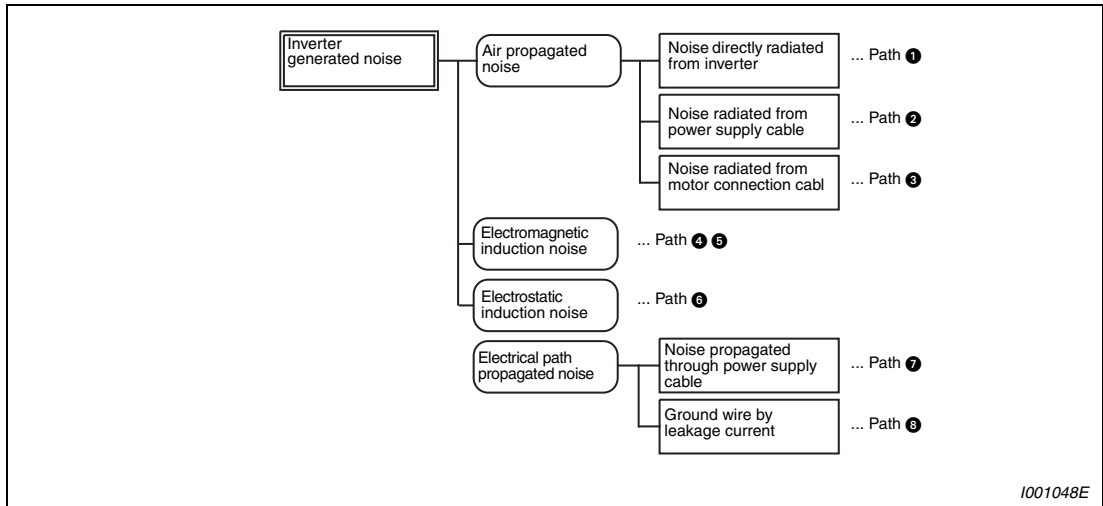 Inverter
generated noise
Air propagated
noise
Noise directly radiated
from inverter
... Path ❶
Noise radiated from
power supply cable
... Path ❷
Noise radiated from
motor connection cabl
... Path ❸
Electromagnetic
induction noise
... Path ❹ ❺
Electrostatic
induction noise
... Path ❻
Electrical path
propagated noise
Noise propagated
through power supply
cable
... Path ❼
Ground wire by
leakage current
... Path ❽
I001048E